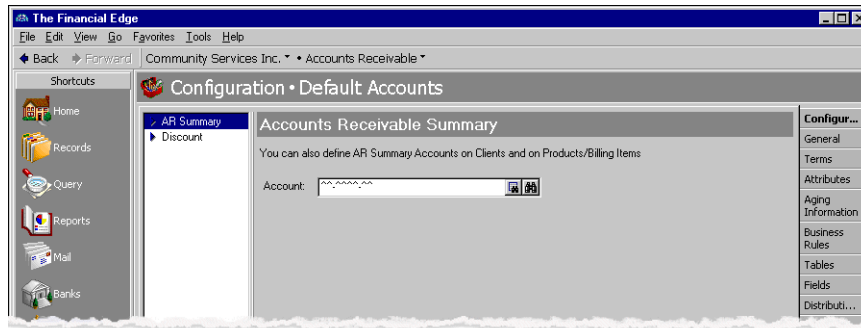 The Financial Edge
File Edit View Go Favorites Tools Help
Back Forward Community Services Inc. • Accounts Receivable
Shortcuts
Home
Records
Query
Reports
Mail
Banks
Configuration • Default Accounts
AR Summary
Discount
Accounts Receivable Summary
You can also define AR Summary Accounts on Clients and on Products/Billing Items
Account: ^^-^^^^-^^
Configur...
General
Terms
Attributes
Aging
Information
Business
Rules
Tables
Fields
Distributi...